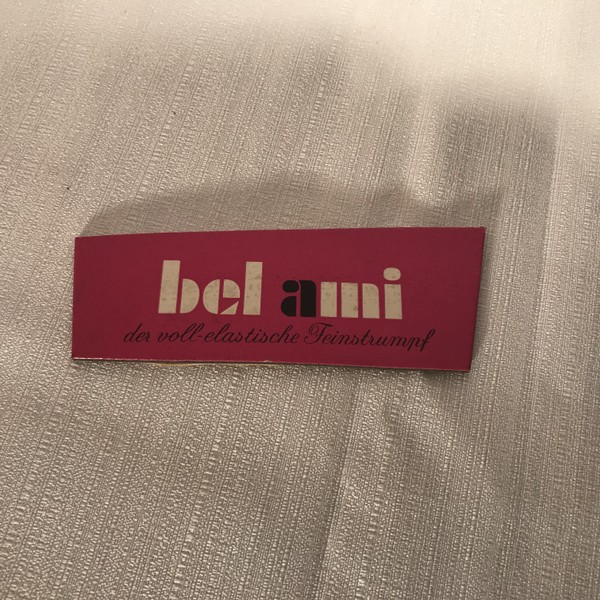 bel ami
der voll-elastische Feinstrumpf